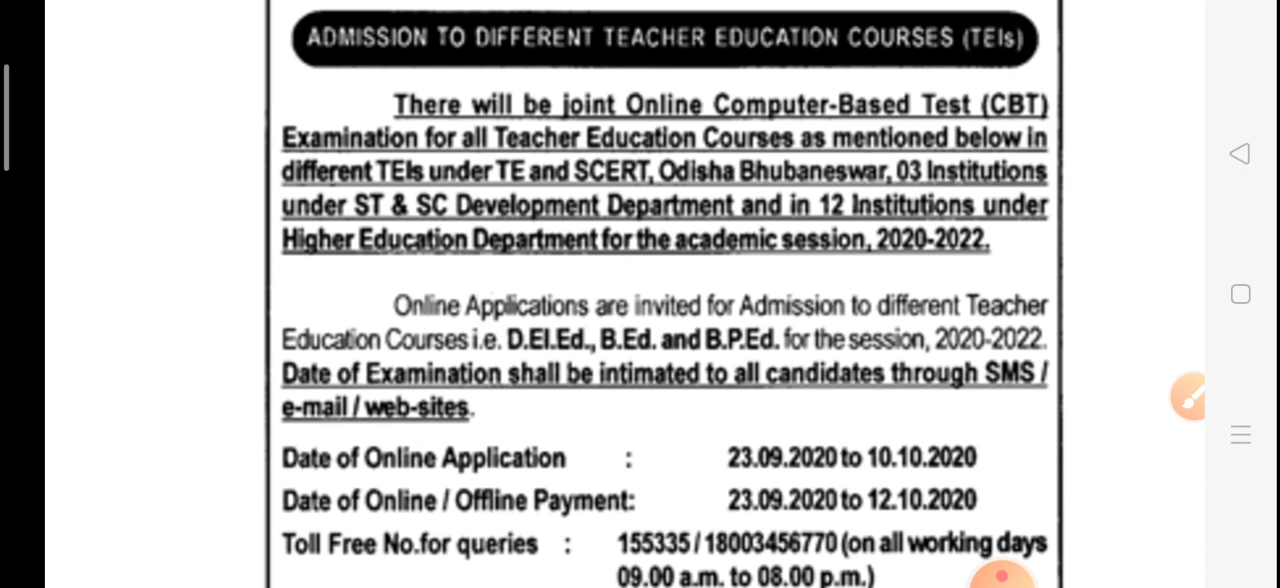 ADMISSION TO DIFFERENT TEACHER EDUCATION COURSES (TEIs)
There will be joint Online Computer-Based Test (CBT)
Examination for all Teacher Education Courses as mentioned below in
different TEIs under TE and SCERT, Odisha Bhubaneswar, 03 Institutions
under ST & SC Development Department and in 12 Institutions under
Higher Education Department for the academic session, 2020-2022.
Online Applications are invited for Admission to different Teacher
Education Courses i.e. D.El.Ed., B.Ed. and B.P.Ed. for the session, 2020-2022.
Date of Examination shall be intimated to all candidates through SMS /
e-mail / web-sites.
Date of Online Application : 23.09.2020 to 10.10.2020
Date of Online / Offline Payment: 23.09.2020 to 12.10.2020
Toll Free No.for queries : 155335 / 18003456770 (on all working days
09.00 a.m. to 08.00 p.m.)